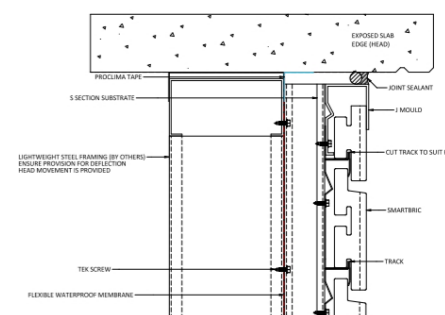 EXPOSED SLAB
EDGE (HEAD)
PROCLIMA TAPE
JOINT SEALANT
S SECTION SUBSTRATE
J MOULD
LIGHTWEIGHT STEEL FRAMING (BY OTHERS)
ENSURE PROVISION FOR DEFLECTION
HEAD MOVEMENT IS PROVIDED
CUT TRACK TO SUIT
SMARTBRIC
TRACK
TEK SCREW
FLEXIBLE WATERPROOF MEMBRANE